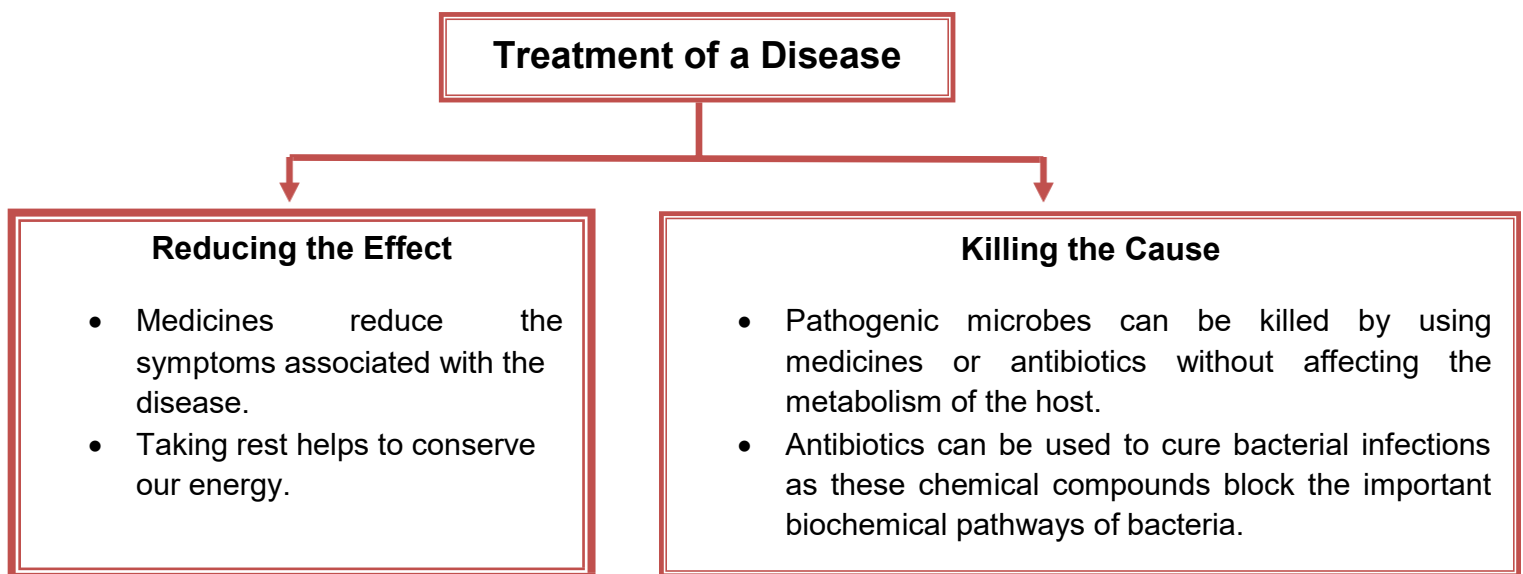 Treatment of a Disease
Reducing the Effect
• Medicines reduce the
symptoms associated with the
disease.
• Taking rest helps to conserve
our energy.
Killing the Cause
• Pathogenic microbes can be killed by using
medicines or antibiotics without affecting the
metabolism of the host.
• Antibiotics can be used to cure bacterial infections
as these chemical compounds block the important
biochemical pathways of bacteria.